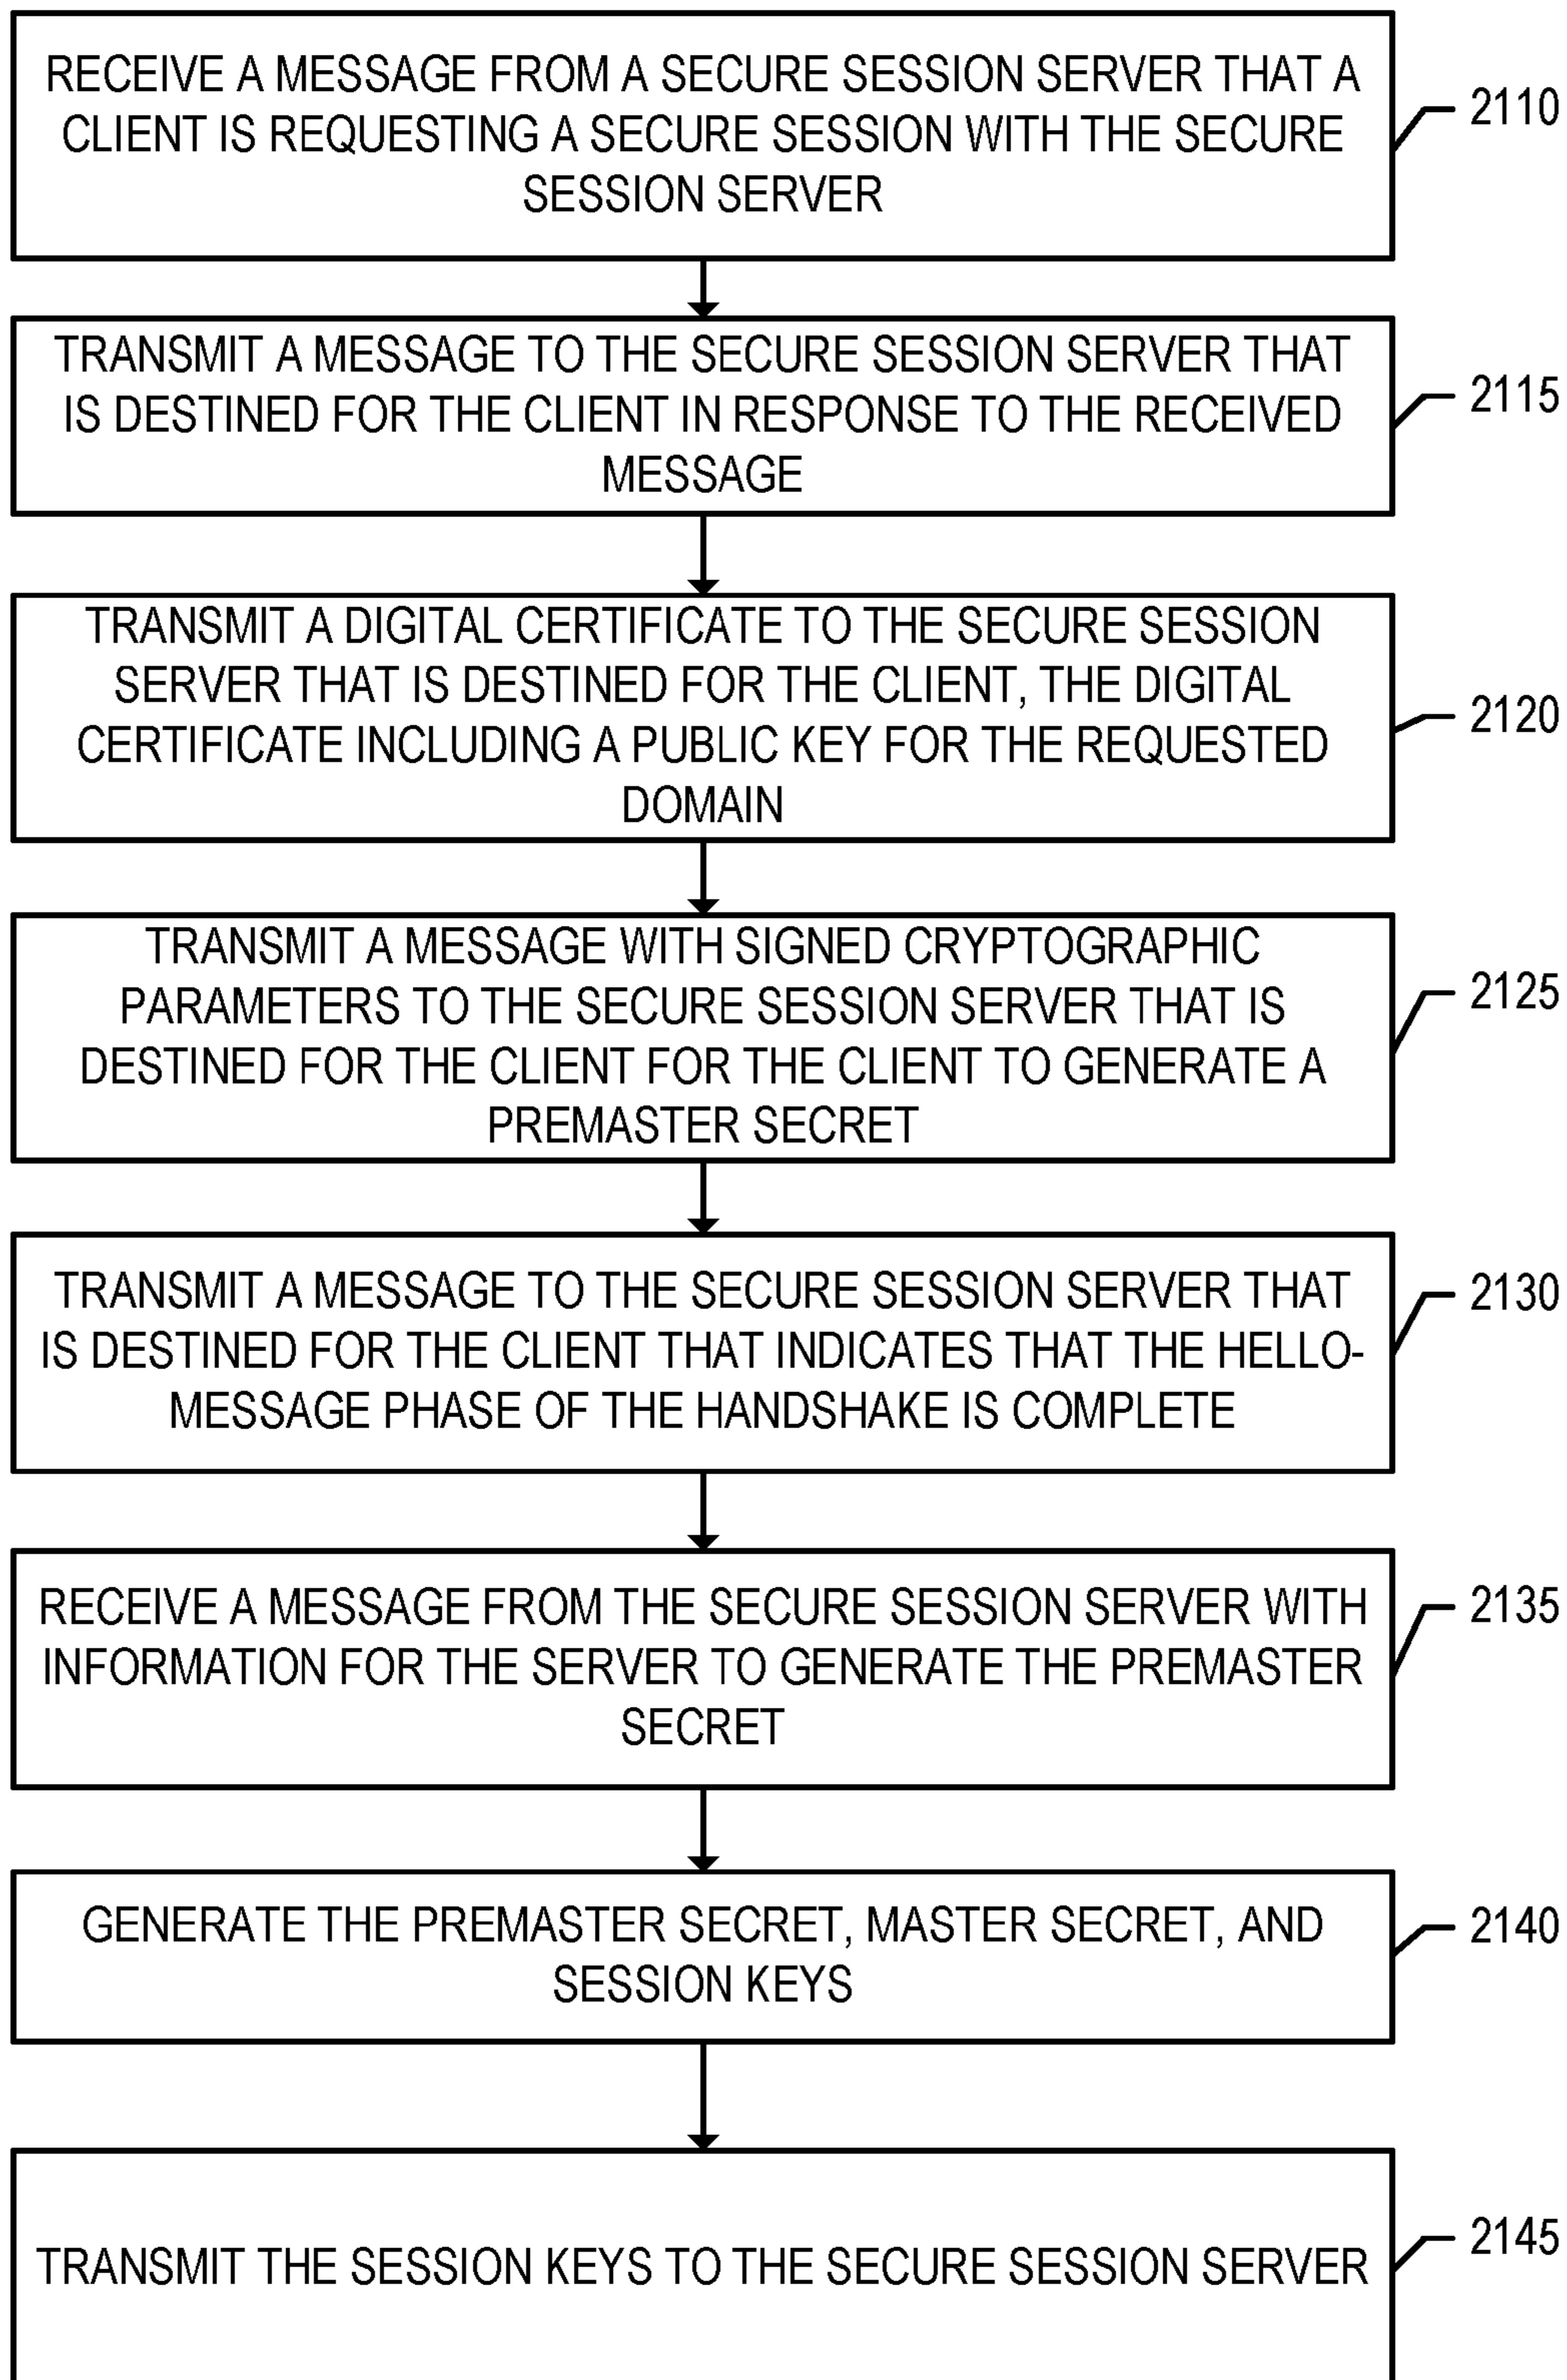 RECEIVE A MESSAGE FROM A SECURE SESSION SERVER THAT A
CLIENT IS REQUESTING A SECURE SESSION WITH THE SECURE
SESSION SERVER
2110
TRANSMIT A MESSAGE TO THE SECURE SESSION SERVER THAT
IS DESTINED FOR THE CLIENT IN RESPONSE TO THE RECEIVED
MESSAGE
2115
TRANSMIT A DIGITAL CERTIFICATE TO THE SECURE SESSION
SERVER THAT IS DESTINED FOR THE CLIENT, THE DIGITAL
CERTIFICATE INCLUDING A PUBLIC KEY FOR THE REQUESTED
DOMAIN
2120
TRANSMIT A MESSAGE WITH SIGNED CRYPTOGRAPHIC
PARAMETERS TO THE SECURE SESSION SERVER THAT IS
DESTINED FOR THE CLIENT FOR THE CLIENT TO GENERATE A
PREMASTER SECRET
2125
TRANSMIT A MESSAGE TO THE SECURE SESSION SERVER THAT
IS DESTINED FOR THE CLIENT THAT INDICATES THAT THE HELLO-
MESSAGE PHASE OF THE HANDSHAKE IS COMPLETE
2130
RECEIVE A MESSAGE FROM THE SECURE SESSION SERVER WITH
INFORMATION FOR THE SERVER TO GENERATE THE PREMASTER
SECRET
2135
GENERATE THE PREMASTER SECRET, MASTER SECRET, AND
SESSION KEYS
2140
TRANSMIT THE SESSION KEYS TO THE SECURE SESSION SERVER
2145